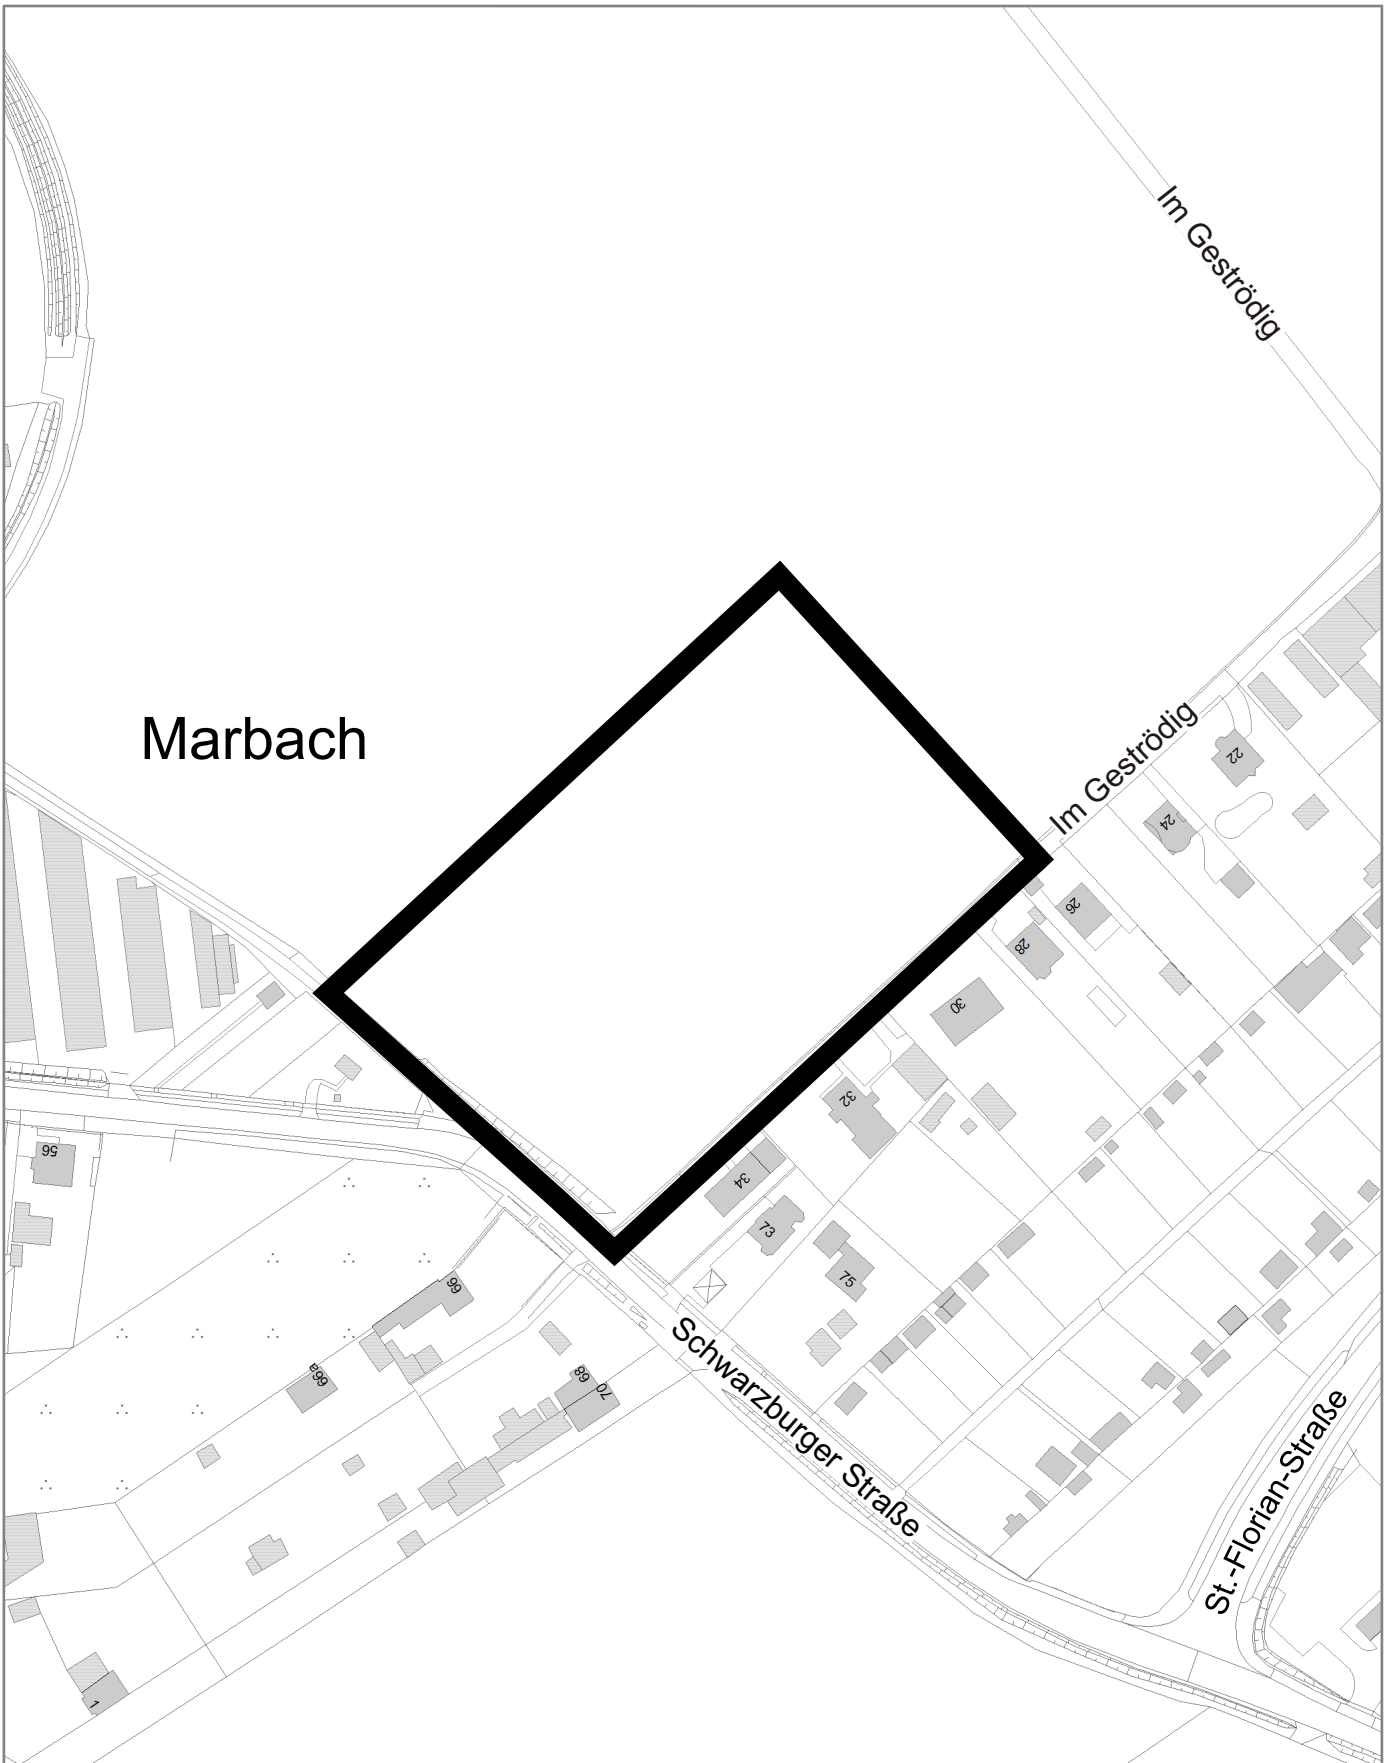 Im Geströdig
Marbach
Im Geströdig
22
24
26
28
30
32
56
34
73
75
66
66a
68
70
Schwarzburger Straße
St.-Florian-Straße
1